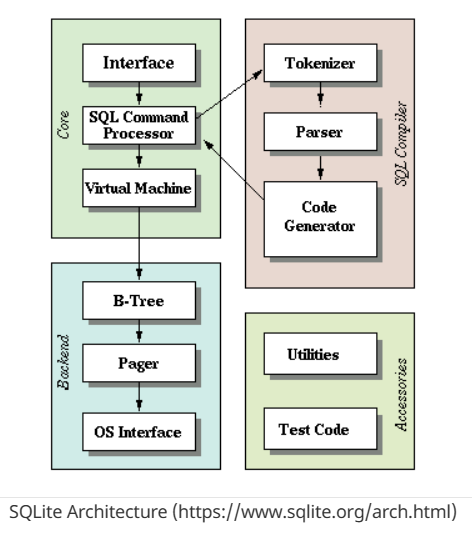 Interface
SQL Command
Processor
Virtual Machine
Core
Tokenizer
Parser
Code
Generator
SQL Compiler
B-Tree
Pager
OS Interface
Backend
Utilities
Test Code
Accessories
SQLite Architecture (https://www.sqlite.org/arch.html)